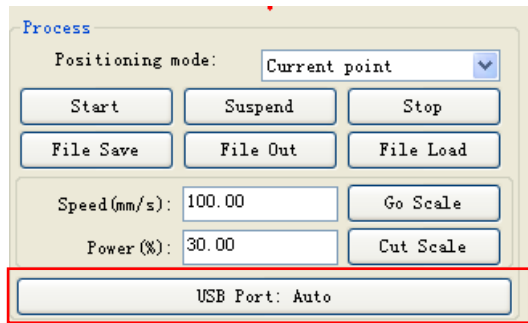 Process
Positioning mode: Current point
Start Suspend Stop
File Save File Out File Load
Speed(mm/s): 100.00 Go Scale
Power(%): 30.00 Cut Scale
USB Port: Auto